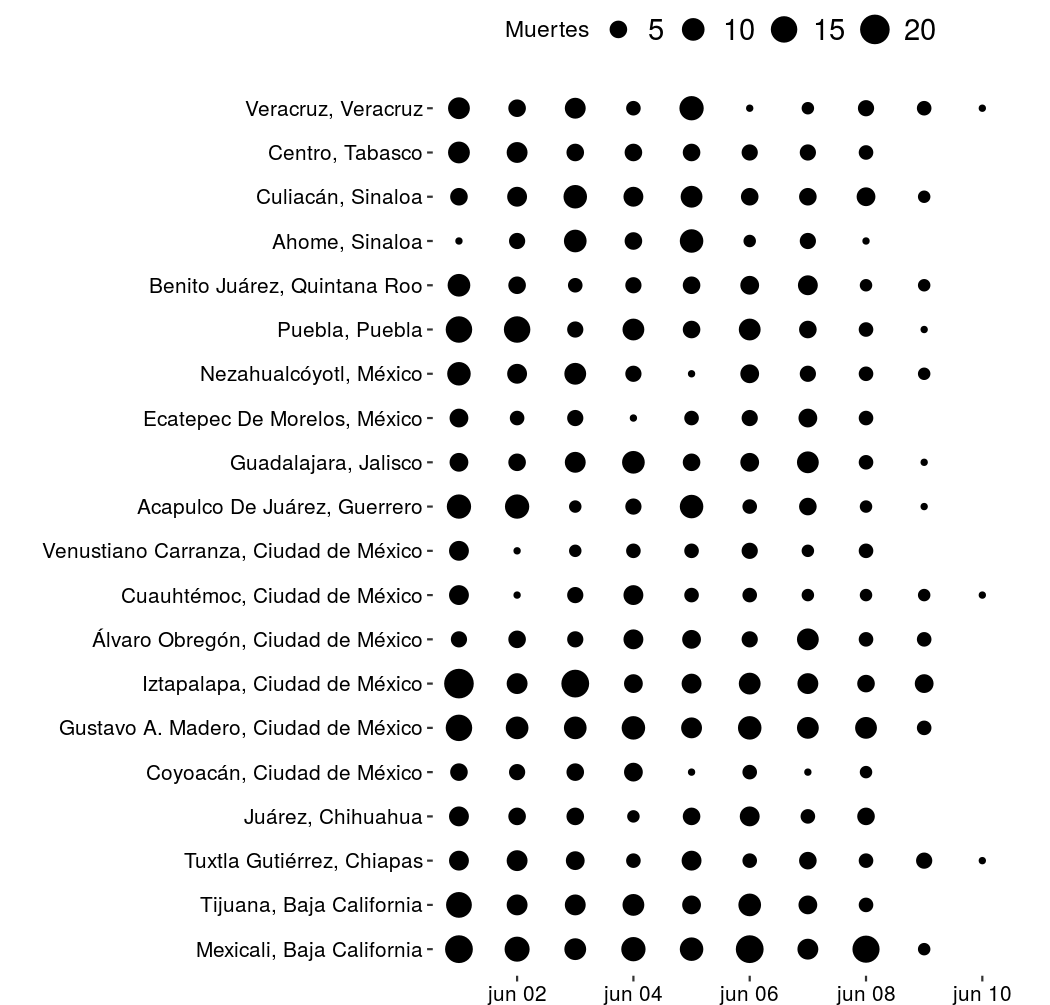 Muertes 5 10 15 20
Veracruz, Veracruz
Centro, Tabasco
Culiacán, Sinaloa
Ahome, Sinaloa
Benito Juárez, Quintana Roo
Puebla, Puebla
Nezahualcóyotl, México
Ecatepec De Morelos, México
Guadalajara, Jalisco
Acapulco De Juárez, Guerrero
Venustiano Carranza, Ciudad de México
Cuauhtémoc, Ciudad de México
Álvaro Obregón, Ciudad de México
Iztapalapa, Ciudad de México
Gustavo A. Madero, Ciudad de México
Coyoacán, Ciudad de México
Juárez, Chihuahua
Tuxtla Gutiérrez, Chiapas
Tijuana, Baja California
Mexicali, Baja California
jun 02 jun 04 jun 06 jun 08 jun 10